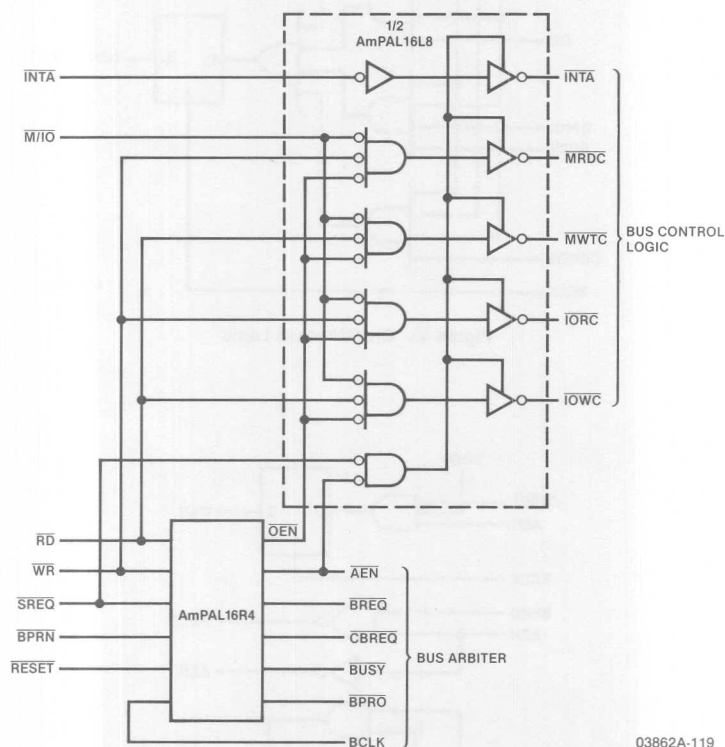 1/2
AmPAL16L8
INTA
INTA
M/IO
MRDC
MWTC
BUS CONTROL
LOGIC
IORC
IOWC
RD
OEN
WR
AEN
SREQ
AmPAL16R4
BREQ
BPRN
CBREQ
BUS ARBITER
RESET
BUSY
BPRO
BCLK
03862A-119